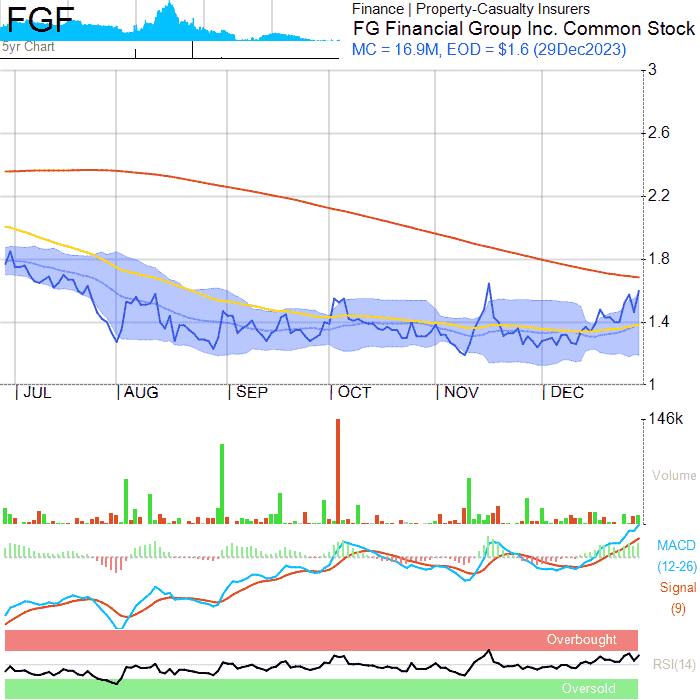 FGF
5yr Chart
Finance | Property-Casualty Insurers
FG Financial Group Inc. Common Stock
MC = 16.9M, EOD = $1.6 (29Dec2023)
3
2.6
2.2
1.8
1.4
1
JUL AUG SEP OCT NOV DEC
146k
Volume
MACD
(12-26)
Signal
(9)
Overbought
RSI(14)
Oversold